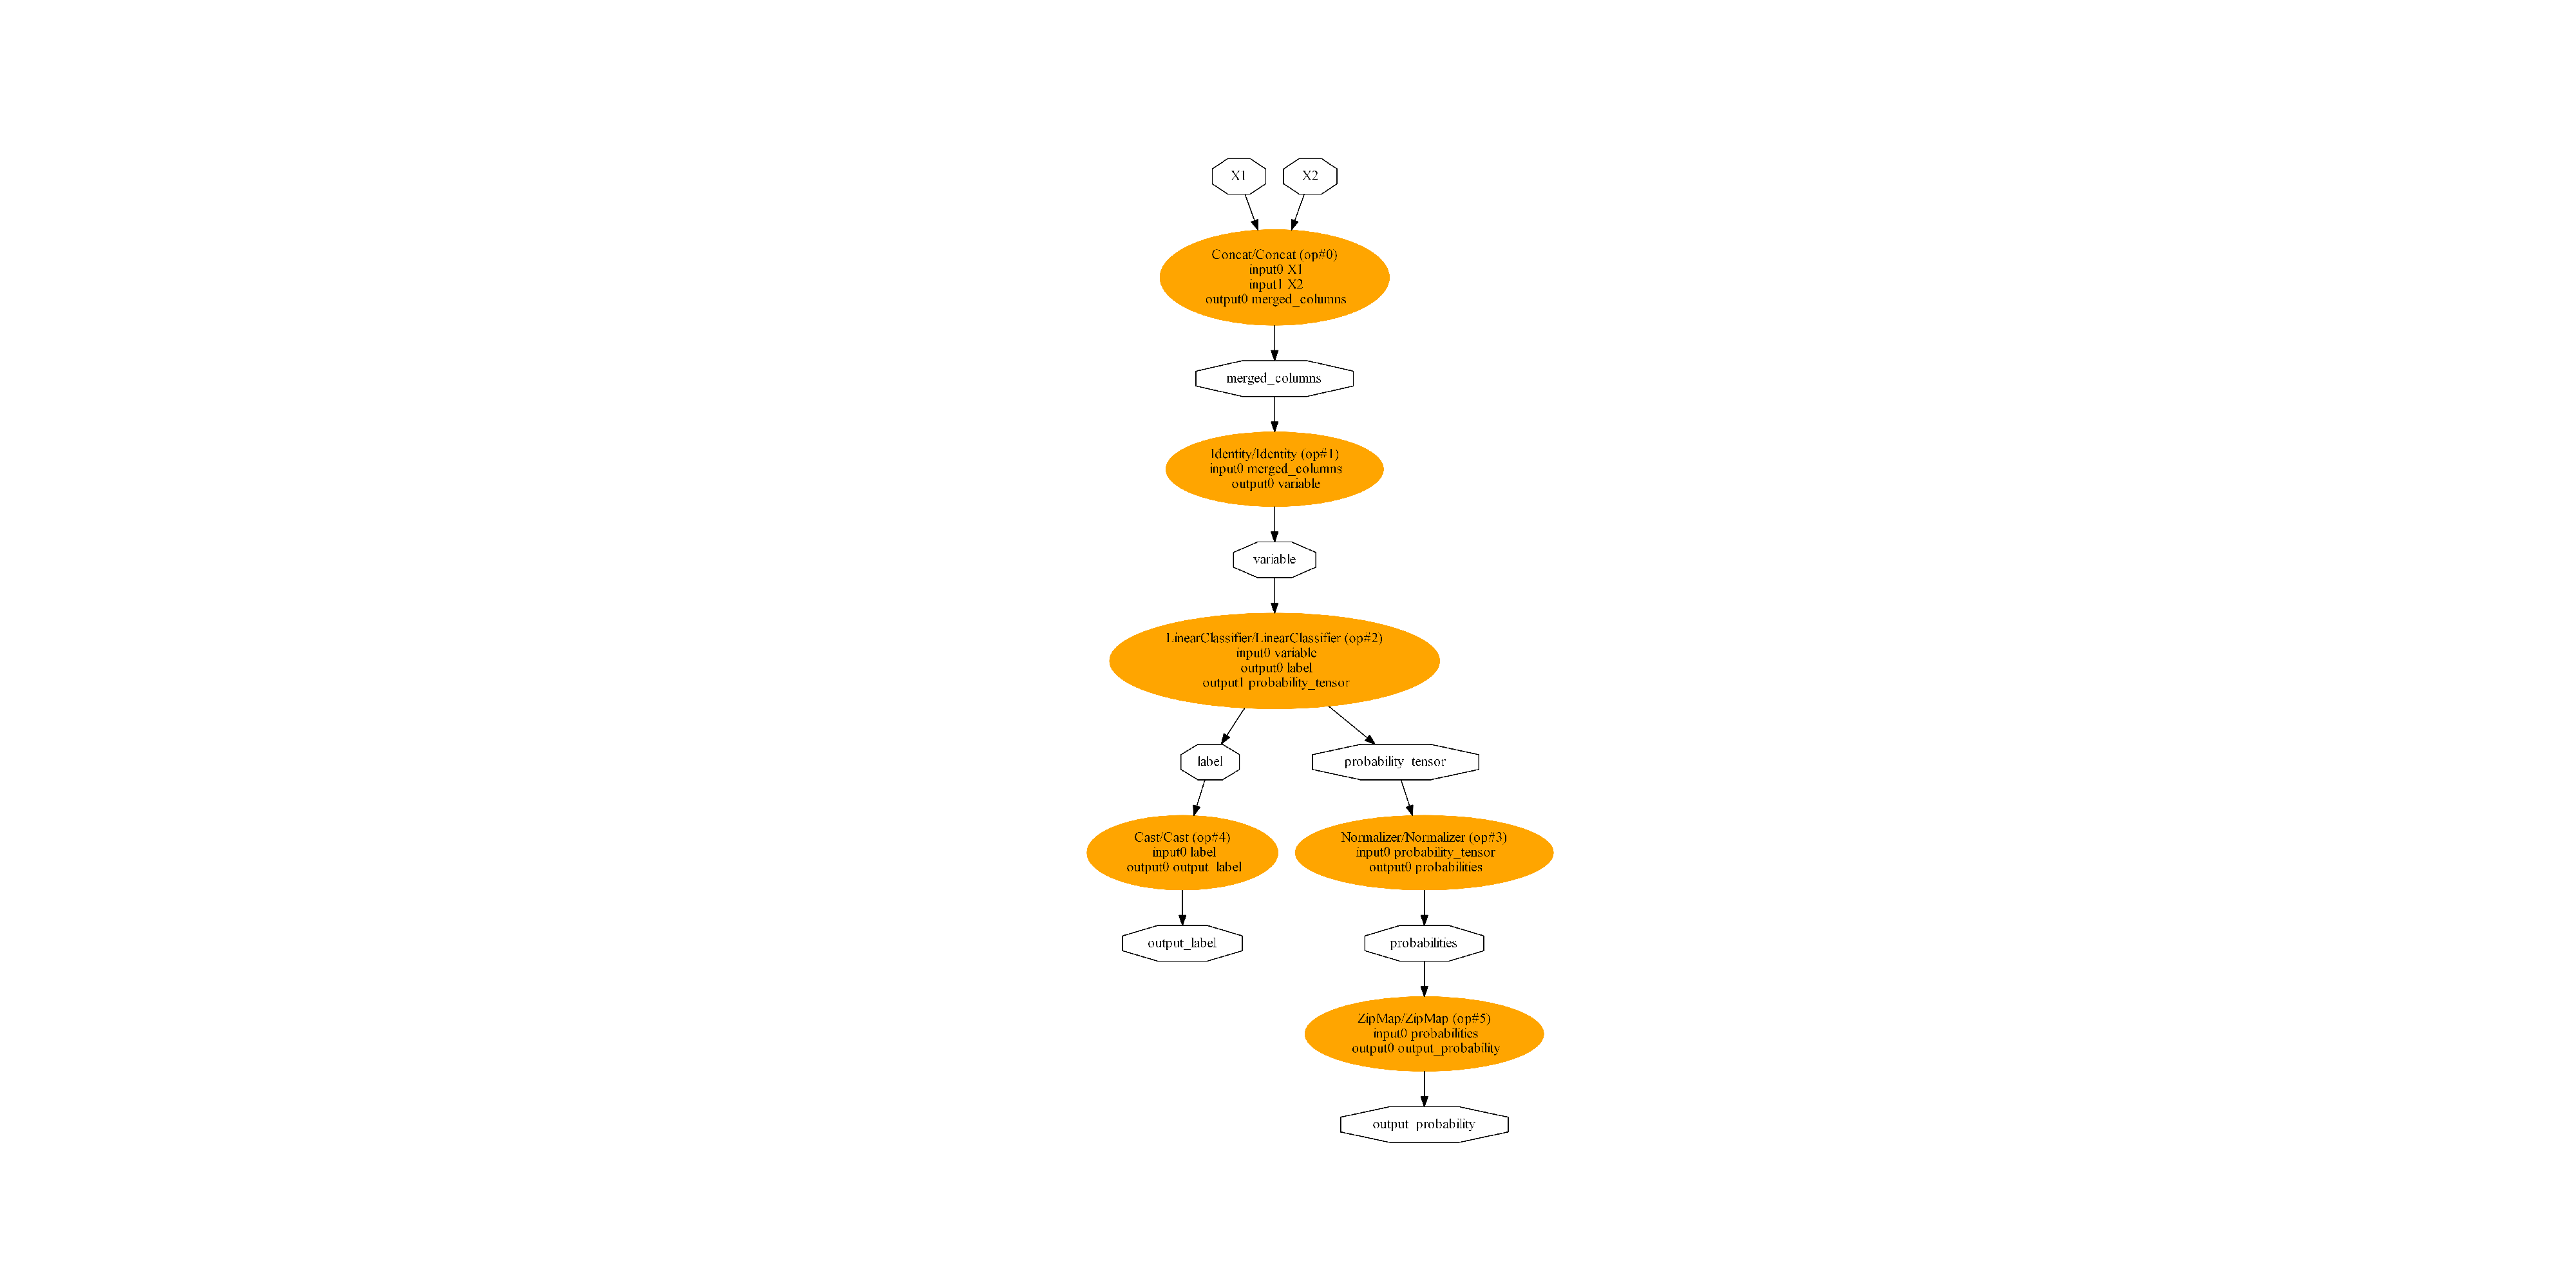 X1
X2
Concat/Concat (op#0)
input0 X1
input1 X2
output0 merged_columns
merged_columns
Identity/Identity (op#1)
input0 merged_columns
output0 variable
variable
LinearClassifier/LinearClassifier (op#2)
input0 variable
output0 label
output1 probability_tensor
label
probability_tensor
Cast/Cast (op#4)
input0 label
output0 output_label
Normalizer/Normalizer (op#3)
input0 probability_tensor
output0 probabilities
output_label
probabilities
ZipMap/ZipMap (op#5)
input0 probabilities
output0 output_probability
output_probability